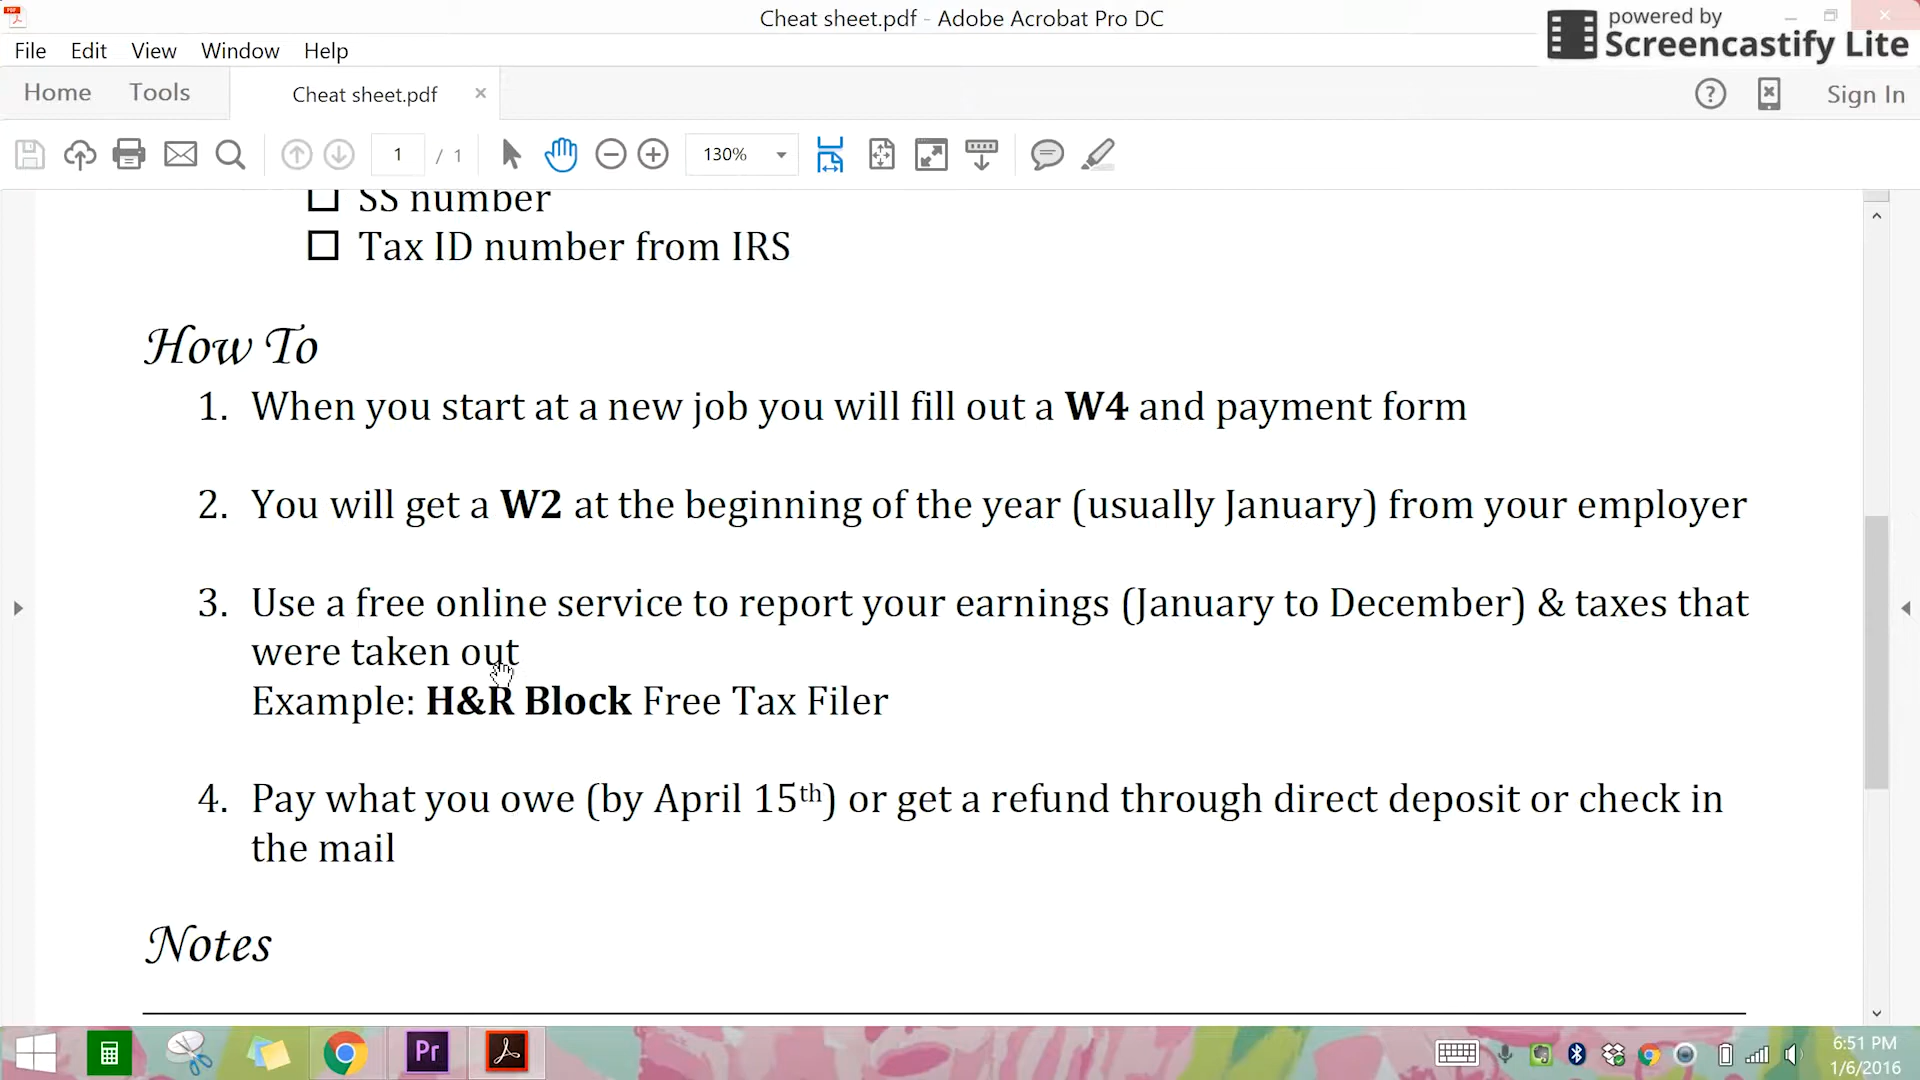 Cheat sheet.pdf - Adobe Acrobat Pro DC
powered by
Screencastify Lite
File Edit View Window Help
Home Tools Cheat sheet.pdf × Sign In
1 / 1 130%
SS number
Tax ID number from IRS
How To
1. When you start at a new job you will fill out a W4 and payment form
2. You will get a W2 at the beginning of the year (usually January) from your employer
3. Use a free online service to report your earnings (January to December) & taxes that
were taken out
Example: H&R Block Free Tax Filer
4. Pay what you owe (by April 15th) or get a refund through direct deposit or check in
the mail
Notes
Pr
6:51 PM
1/6/2016